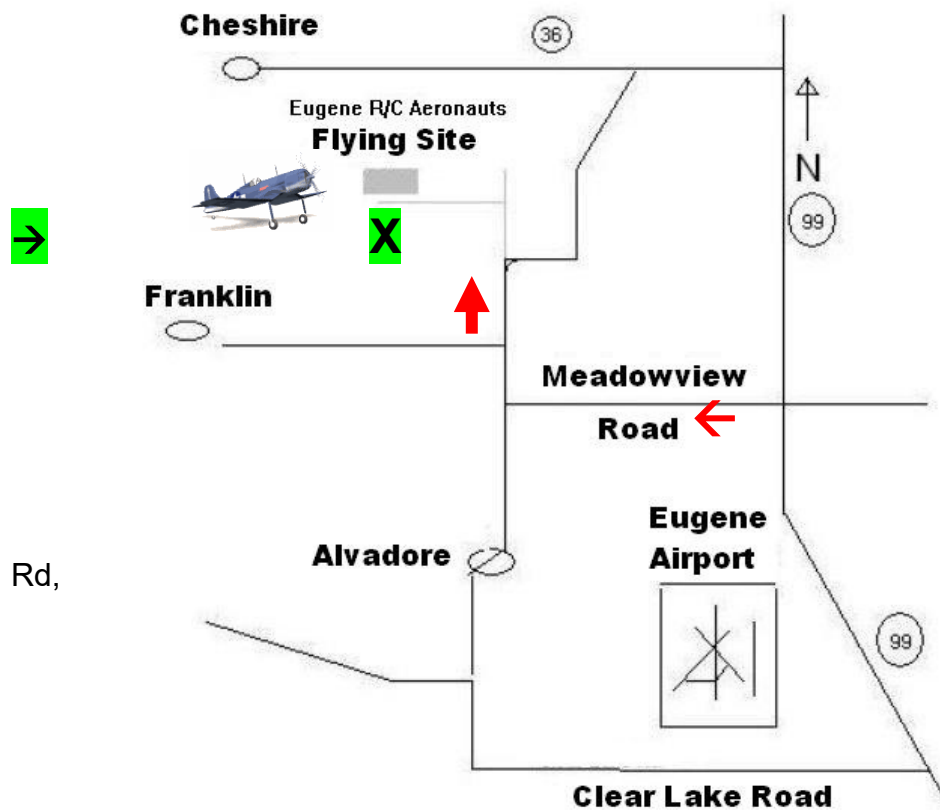 Cheshire
36
Eugene R/C Aeronauts
Flying Site
N
99
→
X
Franklin
Meadowview
Road
Eugene
Airport
Alvadore
Rd,
99
Clear Lake Road